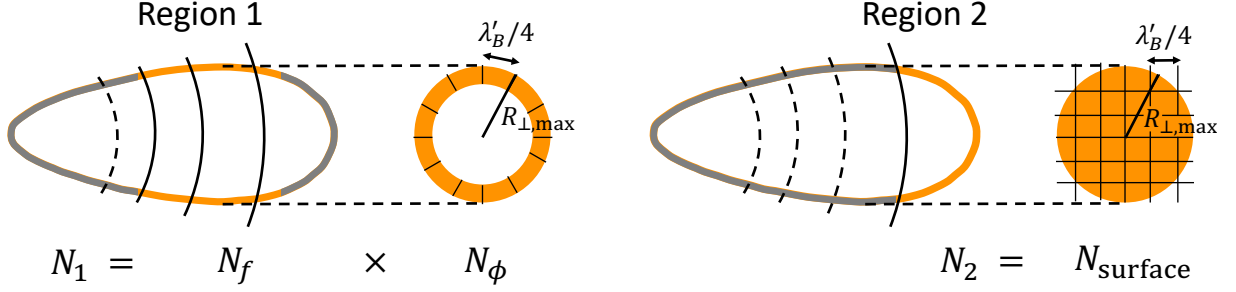 Region 1
λ′_B/4
R_⊥,max
N_1 = N_f × N_ϕ
Region 2
λ′_B/4
R_⊥,max
N_2 = N_surface